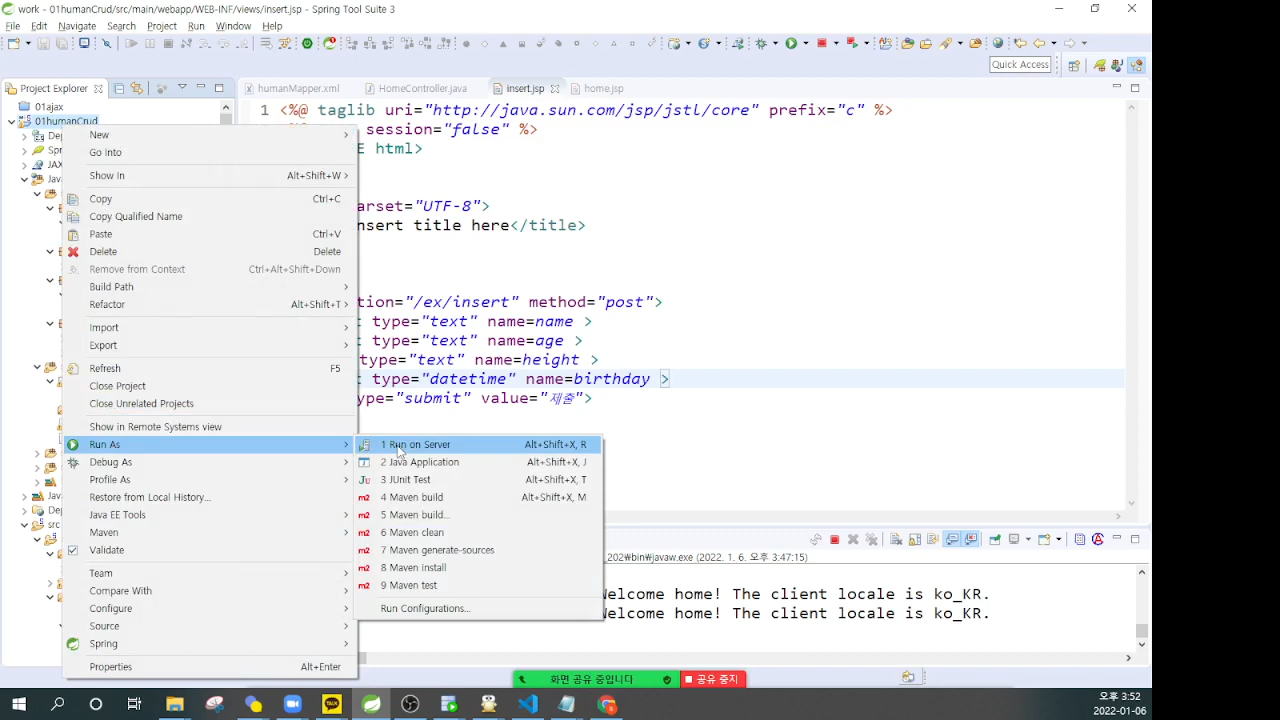 work - 01humanCrud/src/main/webapp/WEB-INF/views/insert.jsp - Spring Tool Suite 3
File Edit Navigate Search Project Run Window Help
Quick Access
Project Explorer
humanMapper.xml HomeController.java insert.jsp home.jsp
01ajax
01humanCrud
1 <%@ taglib uri="http://java.sun.com/jsp/jstl/core" prefix="c" %>
session="false" %>
E html>
arset="UTF-8">
nsert title here</title>
tion="/ex/insert" method="post">
t type="text" name=name >
t type="text" name=age >
type="text" name=height >
t type="datetime" name=birthday >
ype="submit" value="제출">
Dep
Spr
JAX
Java
Java
Dep
src
New
Go Into
Show In Alt+Shift+W
Copy Ctrl+C
Copy Qualified Name
Paste Ctrl+V
Delete Delete
Remove from Context Ctrl+Alt+Shift+Down
Build Path
Refactor Alt+Shift+T
Import
Export
Refresh F5
Close Project
Close Unrelated Projects
Show in Remote Systems view
Run As
Debug As
Profile As
Restore from Local History...
Java EE Tools
Maven
Validate
Team
Compare With
Configure
Source
Spring
Properties Alt+Enter
1 Run on Server Alt+Shift+X, R
2 Java Application Alt+Shift+X, J
3 JUnit Test Alt+Shift+X, T
4 Maven build Alt+Shift+X, M
5 Maven build...
6 Maven clean
7 Maven generate-sources
8 Maven install
9 Maven test
Run Configurations...
_202₩bin₩javaw.exe (2022. 1. 6. 오후 3:47:15)
Welcome home! The client locale is ko_KR.
Welcome home! The client locale is ko_KR.
화면 공유 중입니다 공유 중지
TALK
오후 3:52
2022-01-06